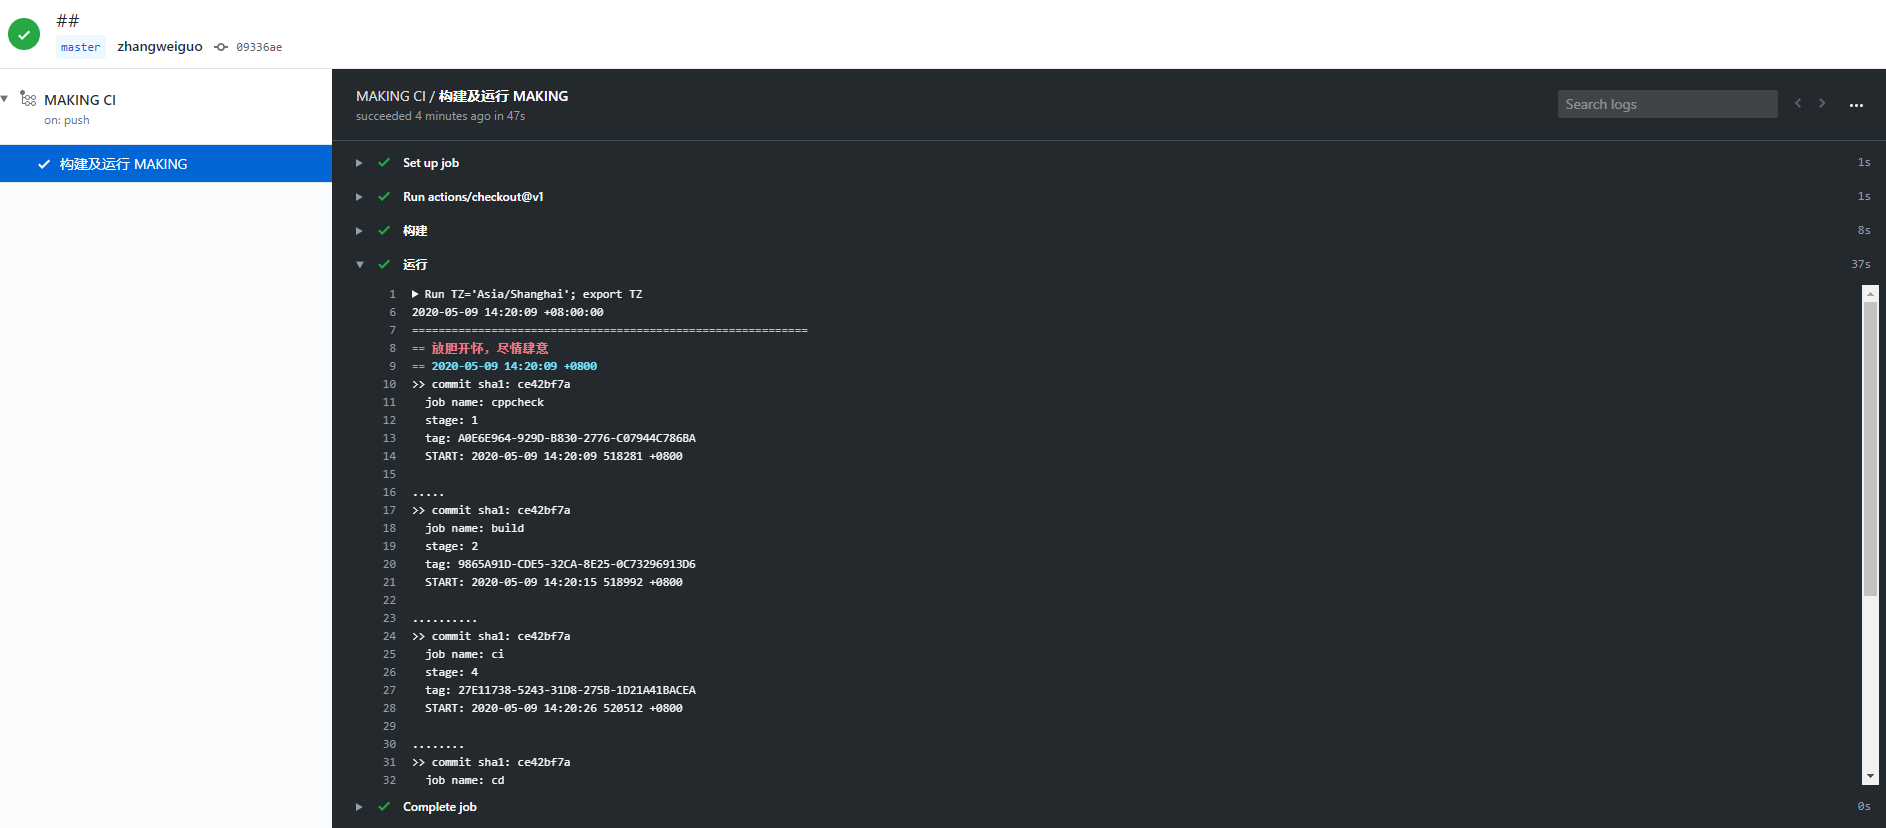 ##
master zhangweiguo 09336ae
MAKING CI
on: push
构建及运行 MAKING
MAKING CI / 构建及运行 MAKING
succeeded 4 minutes ago in 47s
Search logs
Set up job 1s
Run actions/checkout@v1 1s
构建 8s
运行 37s
1 Run TZ='Asia/Shanghai'; export TZ
6 2020-05-09 14:20:09 +08:00:00
7 ============================================================
8 == 放胆开怀，尽情肆意
9 == 2020-05-09 14:20:09 +0800
10 >> commit sha1: ce42bf7a
11 job name: cppcheck
12 stage: 1
13 tag: A0E6E964-929D-B830-2776-C07944C786BA
14 START: 2020-05-09 14:20:09 518281 +0800
15
16 .....
17 >> commit sha1: ce42bf7a
18 job name: build
19 stage: 2
20 tag: 9865A91D-CDE5-32CA-8E25-0C73296913D6
21 START: 2020-05-09 14:20:15 518992 +0800
22
23 ..........
24 >> commit sha1: ce42bf7a
25 job name: ci
26 stage: 4
27 tag: 27E11738-5243-31D8-275B-1D21A41BACEA
28 START: 2020-05-09 14:20:26 520512 +0800
29
30 ........
31 >> commit sha1: ce42bf7a
32 job name: cd
Complete job 0s